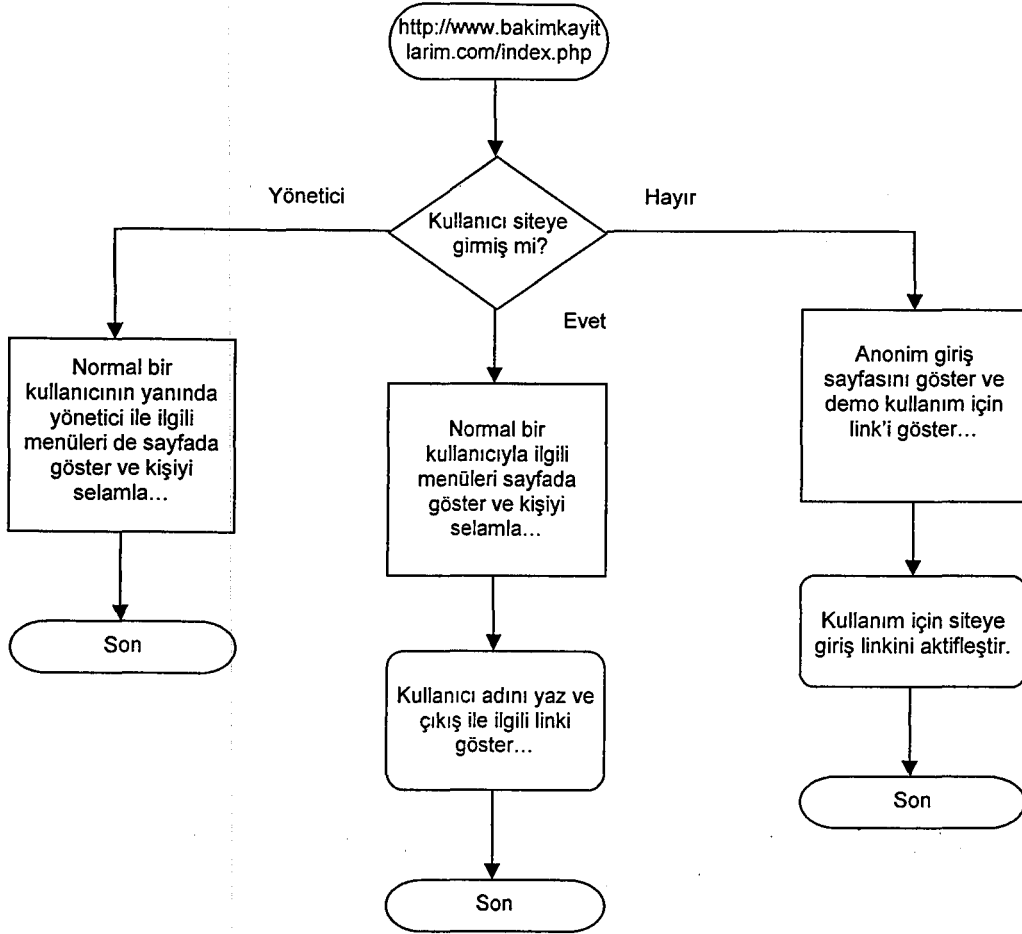 http://www.bakimkayit
larim.com/index.php
Yönetici
Hayır
Kullanıcı siteye
girmiş mi?
Evet
Normal bir
kullanıcının yanında
yönetici ile ilgili
menüleri de sayfada
göster ve kişiyi
selamla...
Normal bir
kullanıcıyla ilgili
menüleri sayfada
göster ve kişiyi
selamla...
Anonim giriş
sayfasını göster ve
demo kullanım için
link'i göster...
Son
Kullanıcı adını yaz ve
çıkış ile ilgili linki
göster...
Kullanım için siteye
giriş linkini aktifleştir.
Son
Son